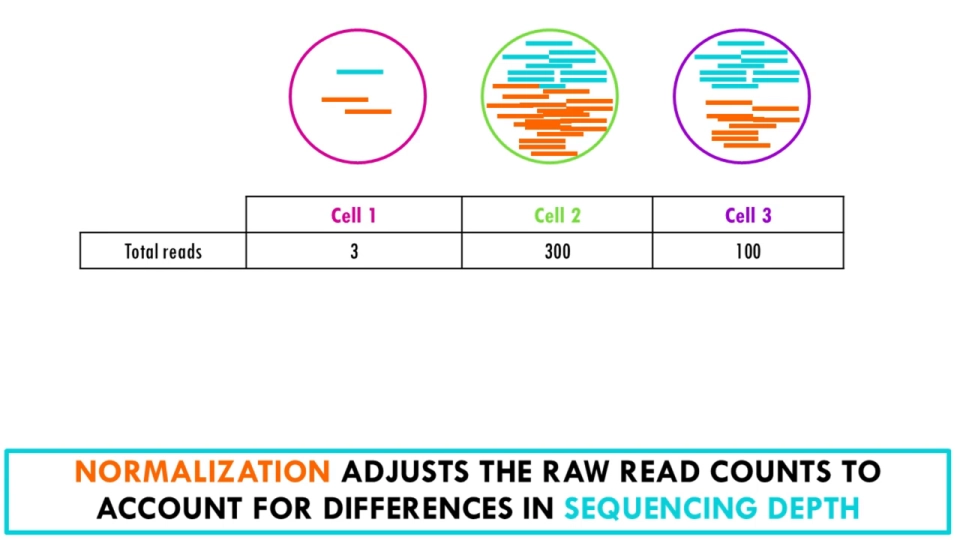 Cell 1 Cell 2 Cell 3
Total reads 3 300 100
NORMALIZATION ADJUSTS THE RAW READ COUNTS TO
ACCOUNT FOR DIFFERENCES IN SEQUENCING DEPTH